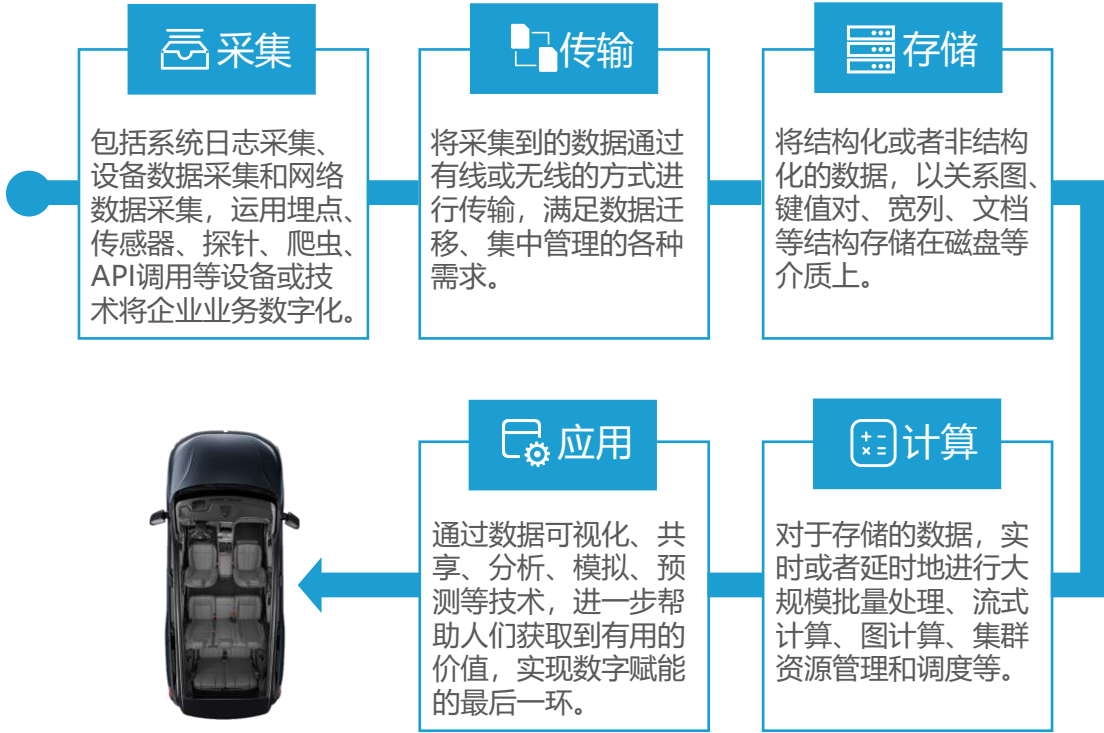 采集
包括系统日志采集、
设备数据采集和网络
数据采集，运用埋点、
传感器、探针、爬虫、
API调用等设备或技
术将企业业务数字化。
传输
将采集到的数据通过
有线或无线的方式进
行传输，满足数据迁
移、集中管理的各种
需求。
存储
将结构化或者非结构
化的数据，以关系图、
键值对、宽列、文档
等结构存储在磁盘等
介质上。
计算
对于存储的数据，实
时或者延时地进行大
规模批量处理、流式
计算、图计算、集群
资源管理和调度等。
应用
通过数据可视化、共
享、分析、模拟、预
测等技术，进一步帮
助人们获取到有用的
价值，实现数字赋能
的最后一环。